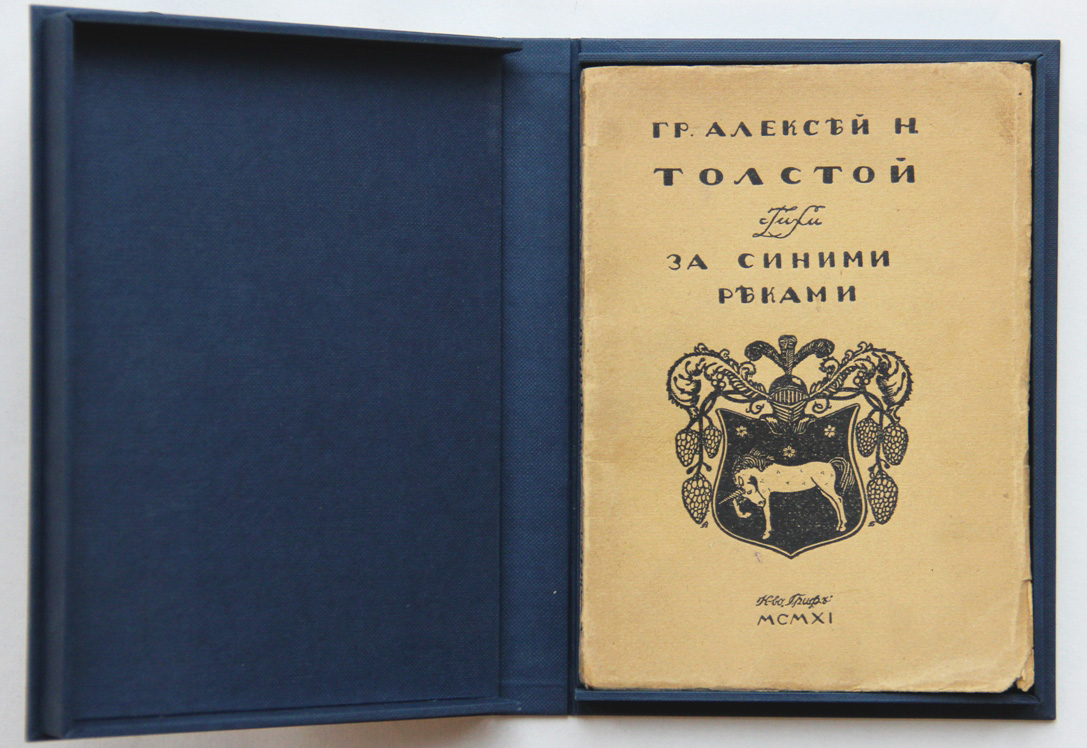 ГР. АЛЕКСѢЙ Н.
ТОЛСТОЙ
стихи
ЗА СИНИМИ
РѢКАМИ
К-во „Грифъ“
MCMXI